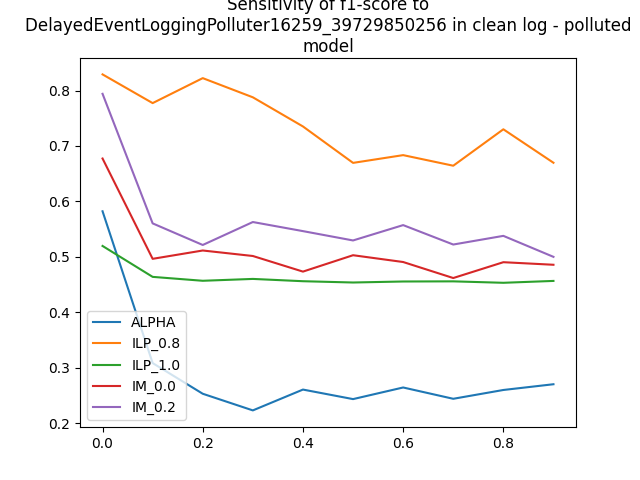 Sensitivity of f1-score to
DelayedEventLoggingPolluter16259_39729850256 in clean log - polluted
model
0.8
0.7
0.6
0.5
0.4
0.3
0.2
ALPHA
ILP_0.8
ILP_1.0
IM_0.0
IM_0.2
0.0
0.2
0.4
0.6
0.8